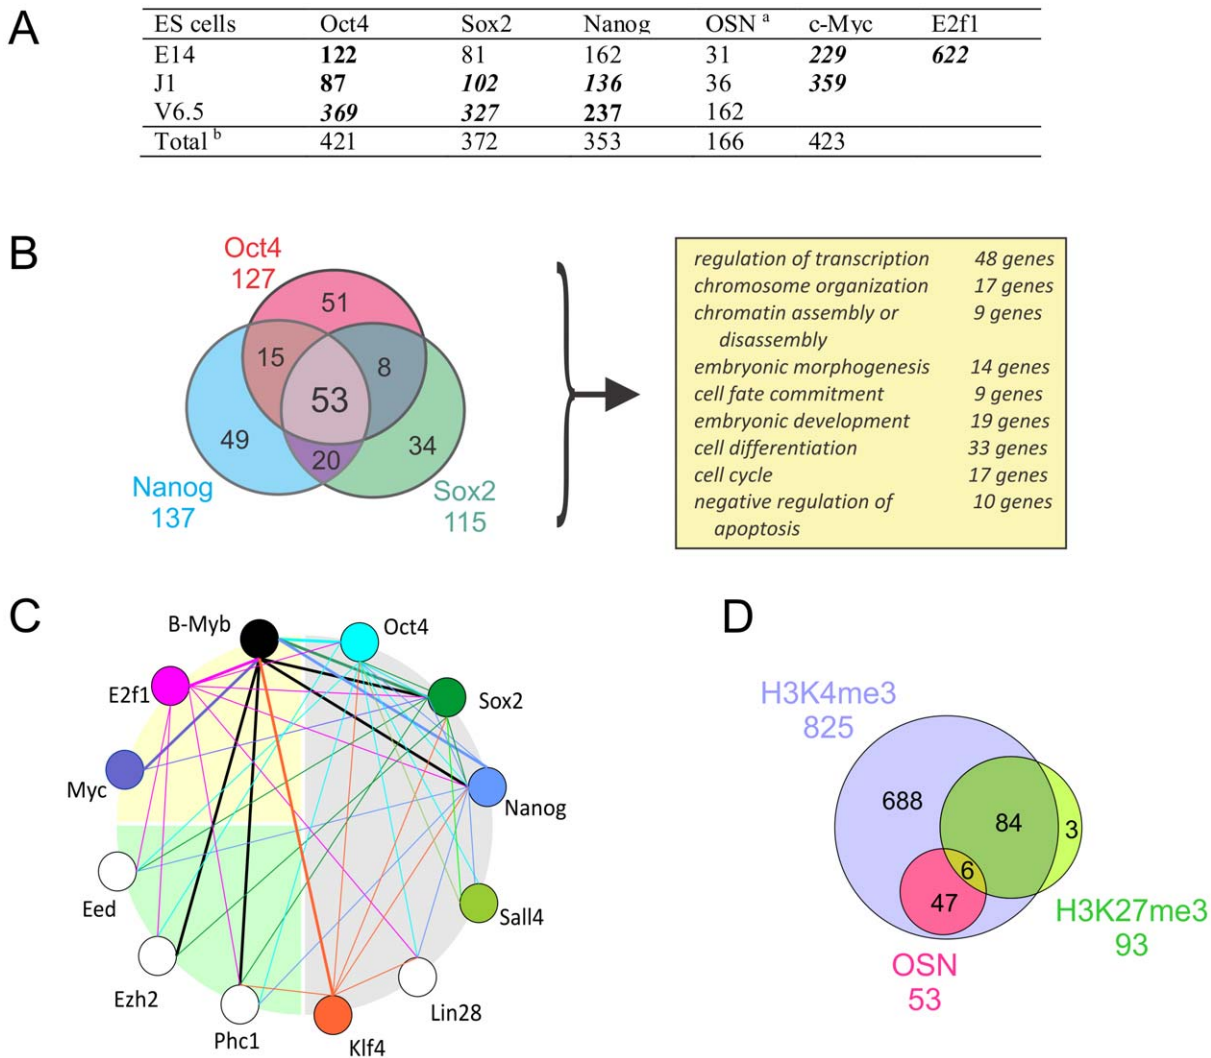 A
ES cells Oct4 Sox2 Nanog OSN a c-Myc E2f1
E14 122 81 162 31 229 622
J1 87 102 136 36 359
V6.5 369 327 237 162
Total b 421 372 353 166 423
B
Oct4
127
51
15
8
53
49
34
20
Nanog
137
Sox2
115
regulation of transcription 48 genes
chromosome organization 17 genes
chromatin assembly or 9 genes
disassembly
embryonic morphogenesis 14 genes
cell fate commitment 9 genes
embryonic development 19 genes
cell differentiation 33 genes
cell cycle 17 genes
negative regulation of 10 genes
apoptosis
C
B-Myb
Oct4
E2f1
Sox2
Myc
Nanog
Eed
Sall4
Ezh2
Lin28
Phc1
Klf4
D
H3K4me3
825
688
84
3
6
47
H3K27me3
93
OSN
53